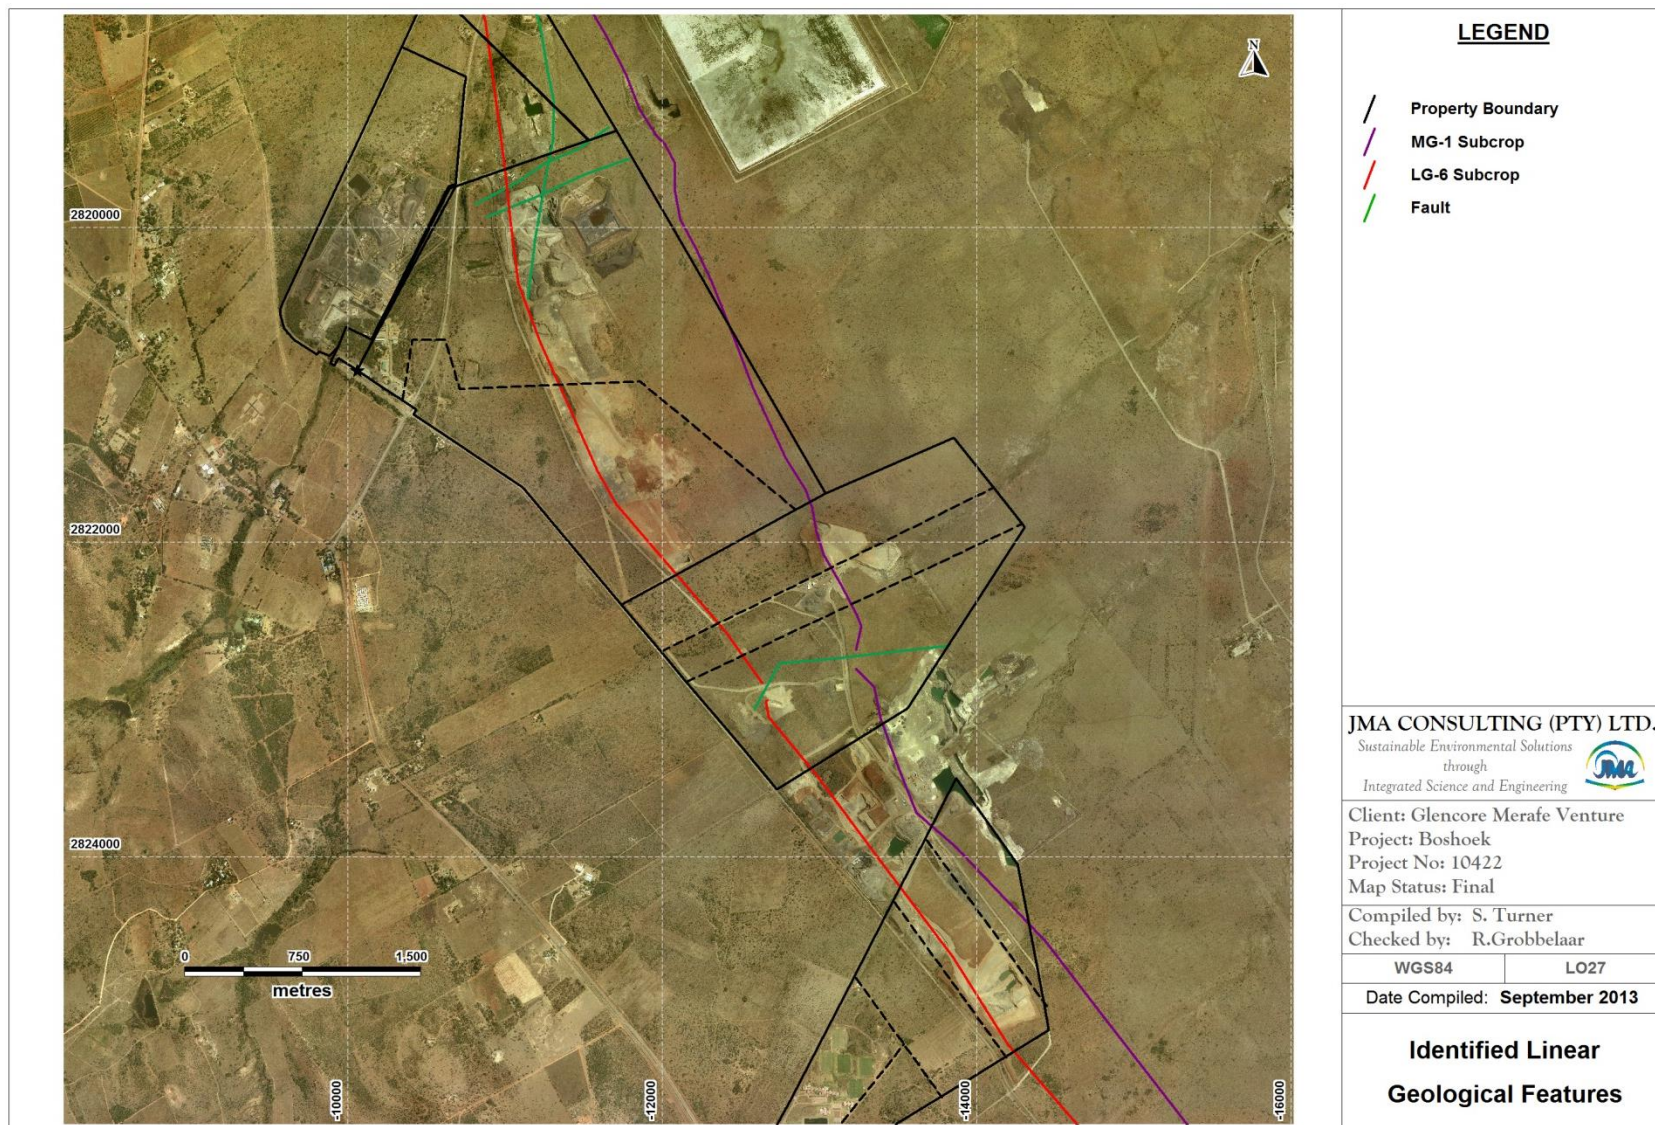 N
2820000
2822000
2824000
0 750 1,500
metres
-10000
-12000
-14000
-16000
LEGEND
Property Boundary
MG-1 Subcrop
LG-6 Subcrop
Fault
JMA CONSULTING (PTY) LTD.
Sustainable Environmental Solutions
through
Integrated Science and Engineering
JMA
Client: Glencore Merafe Venture
Project: Boshoek
Project No: 10422
Map Status: Final
Compiled by: S. Turner
Checked by: R.Grobbelaar
WGS84 LO27
Date Compiled: September 2013
Identified Linear
Geological Features